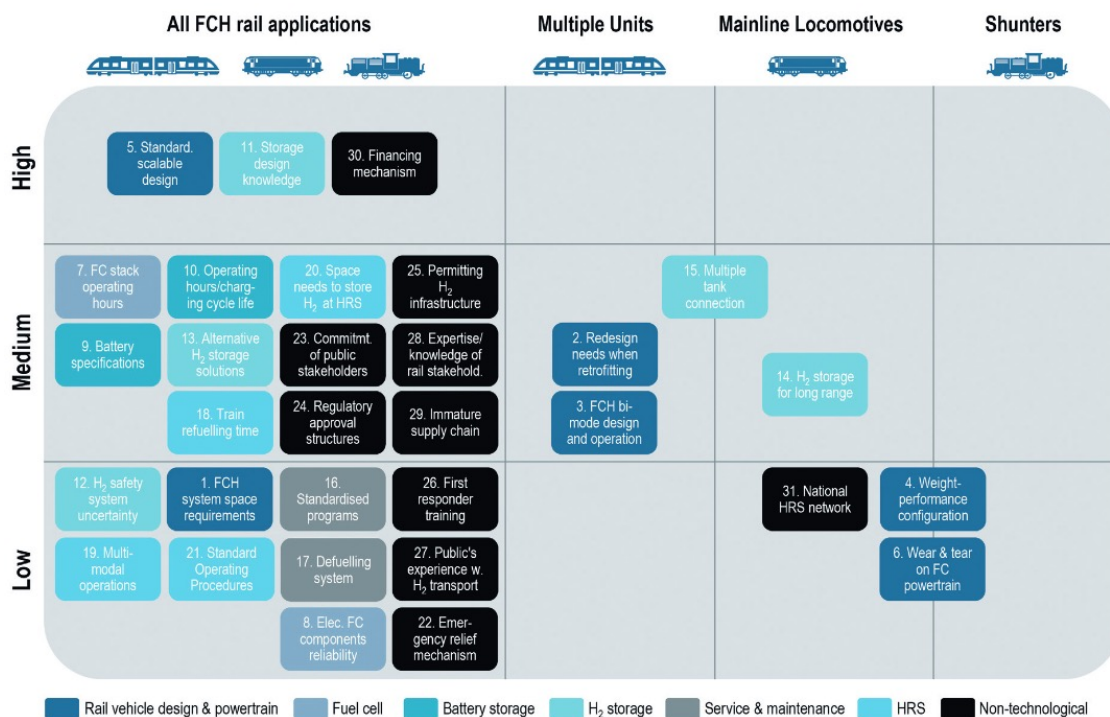 All FCH rail applications
Multiple Units
Mainline Locomotives
Shunters
High
5. Standard.
scalable
design
11. Storage
design
knowledge
30. Financing
mechanism
Medium
7. FC stack
operating
hours
10. Operating
hours/charg-
ing cycle life
20. Space
needs to store
H₂ at HRS
25. Permitting
H₂
infrastructure
15. Multiple
tank
connection
9. Battery
specifications
13. Alternative
H₂ storage
solutions
23. Commitmt.
of public
stakeholders
28. Expertise/
knowledge of
rail stakehold.
2. Redesign
needs when
retrofitting
14. H₂ storage
for long range
18. Train
refuelling time
24. Regulatory
approval
structures
29. Immature
supply chain
3. FCH bi-
mode design
and operation
Low
12. H₂ safety
system
uncertainty
1. FCH
system space
requirements
16.
Standardised
programs
26. First
responder
training
31. National
HRS network
4. Weight-
performance
configuration
19. Multi-
modal
operations
21. Standard
Operating
Procedures
17. Defuelling
system
27. Public's
experience w.
H₂ transport
6. Wear & tear
on FC
powertrain
8. Elec. FC
components
reliability
22. Emer-
gency relief
mechanism
Rail vehicle design & powertrain
Fuel cell
Battery storage
H₂ storage
Service & maintenance
HRS
Non-technological